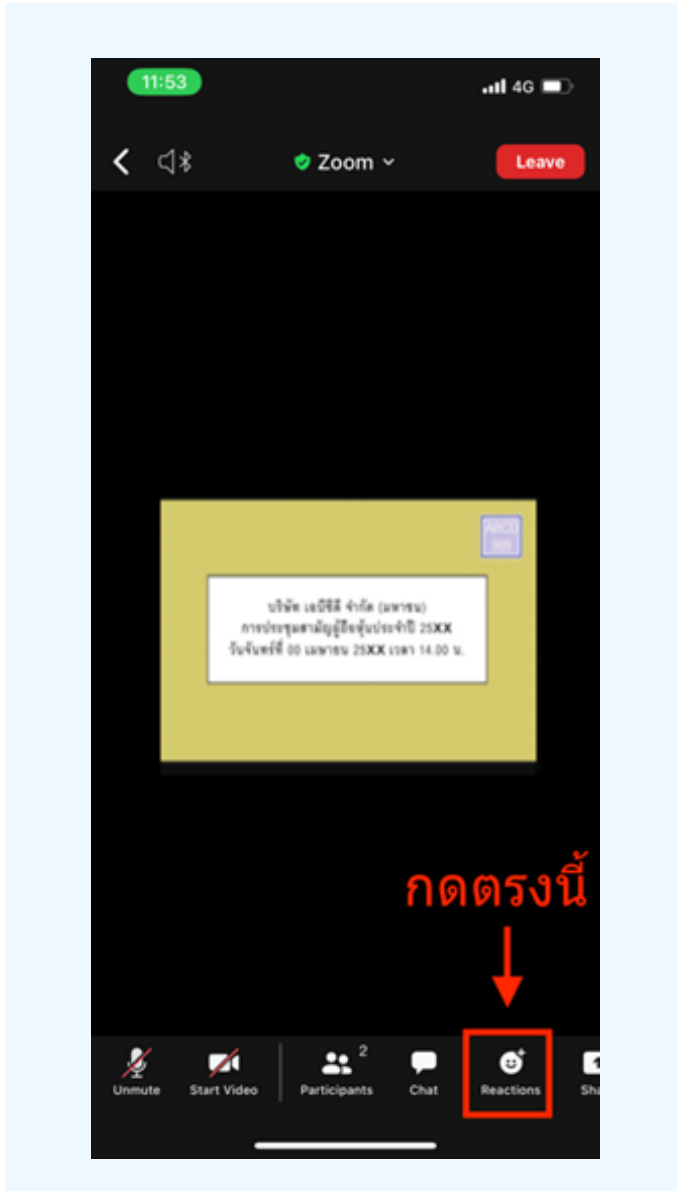 11:53
4G
Zoom
Leave
ABCD
999
บริษัท เอบีซีดี จำกัด (มหาชน)
การประชุมสามัญผู้ถือหุ้นประจำปี 25XX
วันจันทร์ที่ 00 เมษายน 25XX เวลา 14.00 น.
กดตรงนี้
2
Unmute
Start Video
Participants
Chat
Reactions
Sha